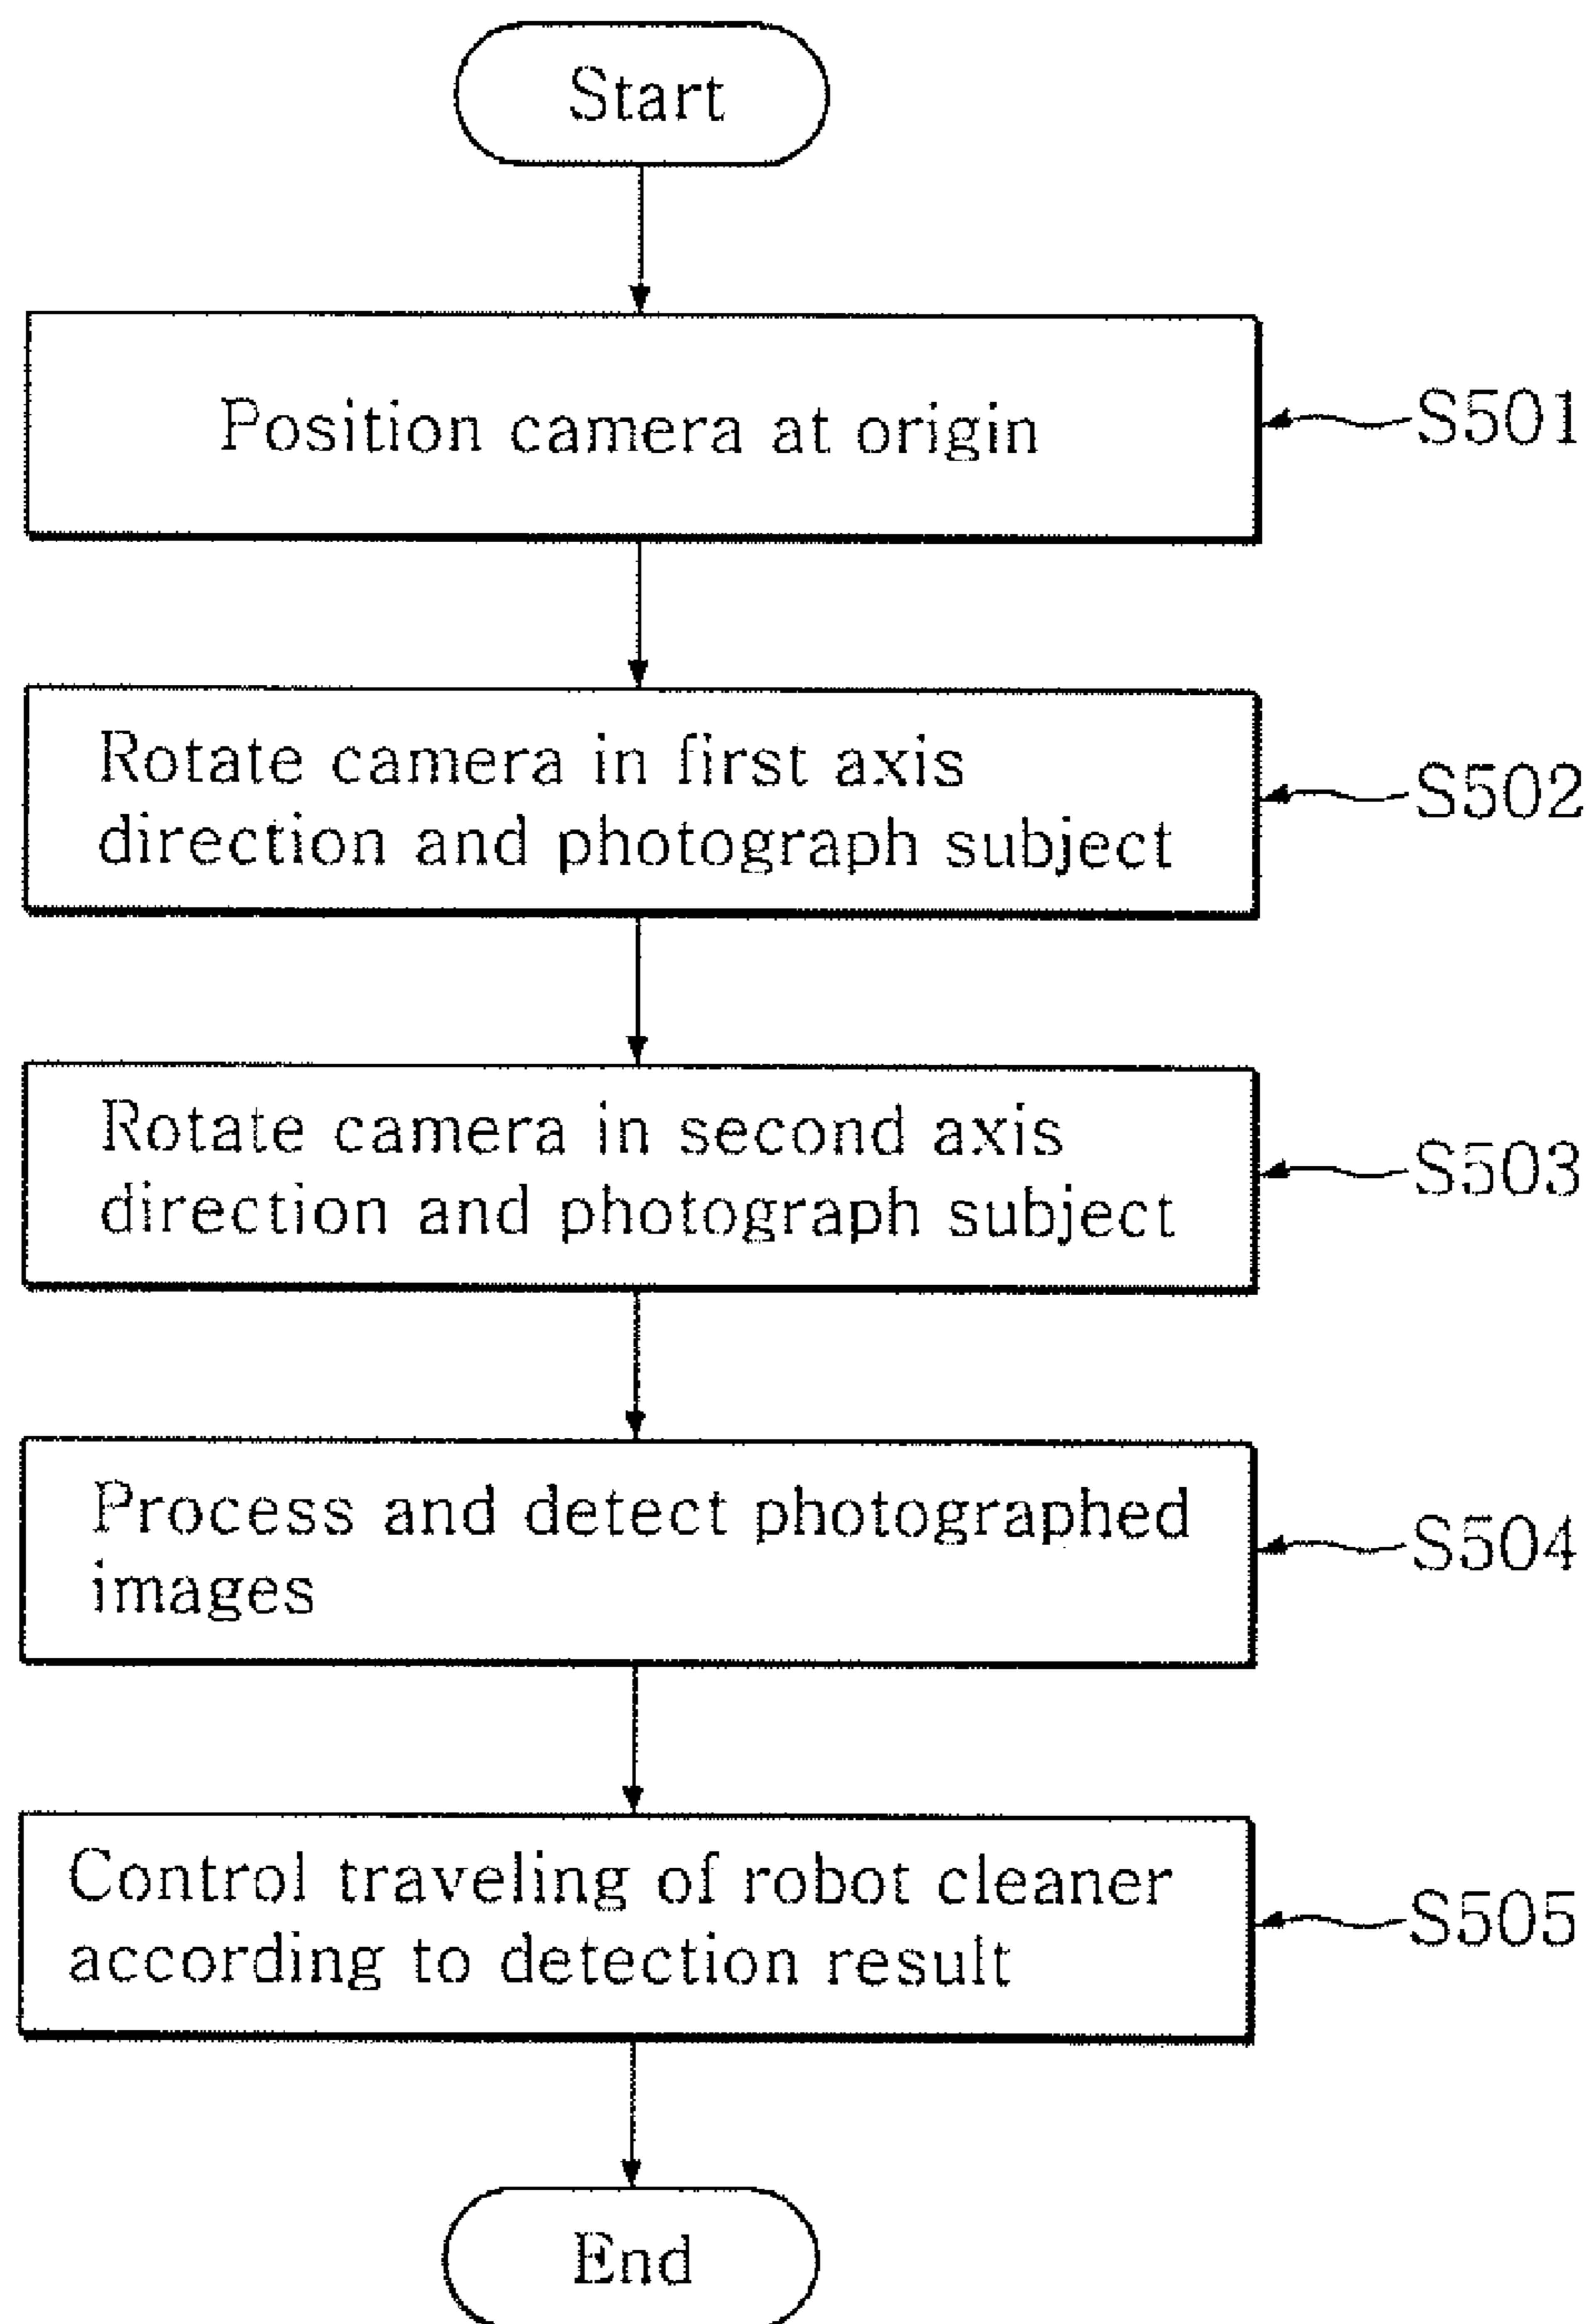 Start
Position camera at origin
S501
Rotate camera in first axis
direction and photograph subject
S502
Rotate camera in second axis
direction and photograph subject
S503
Process and detect photographed
images
S504
Control traveling of robot cleaner
according to detection result
S505
End